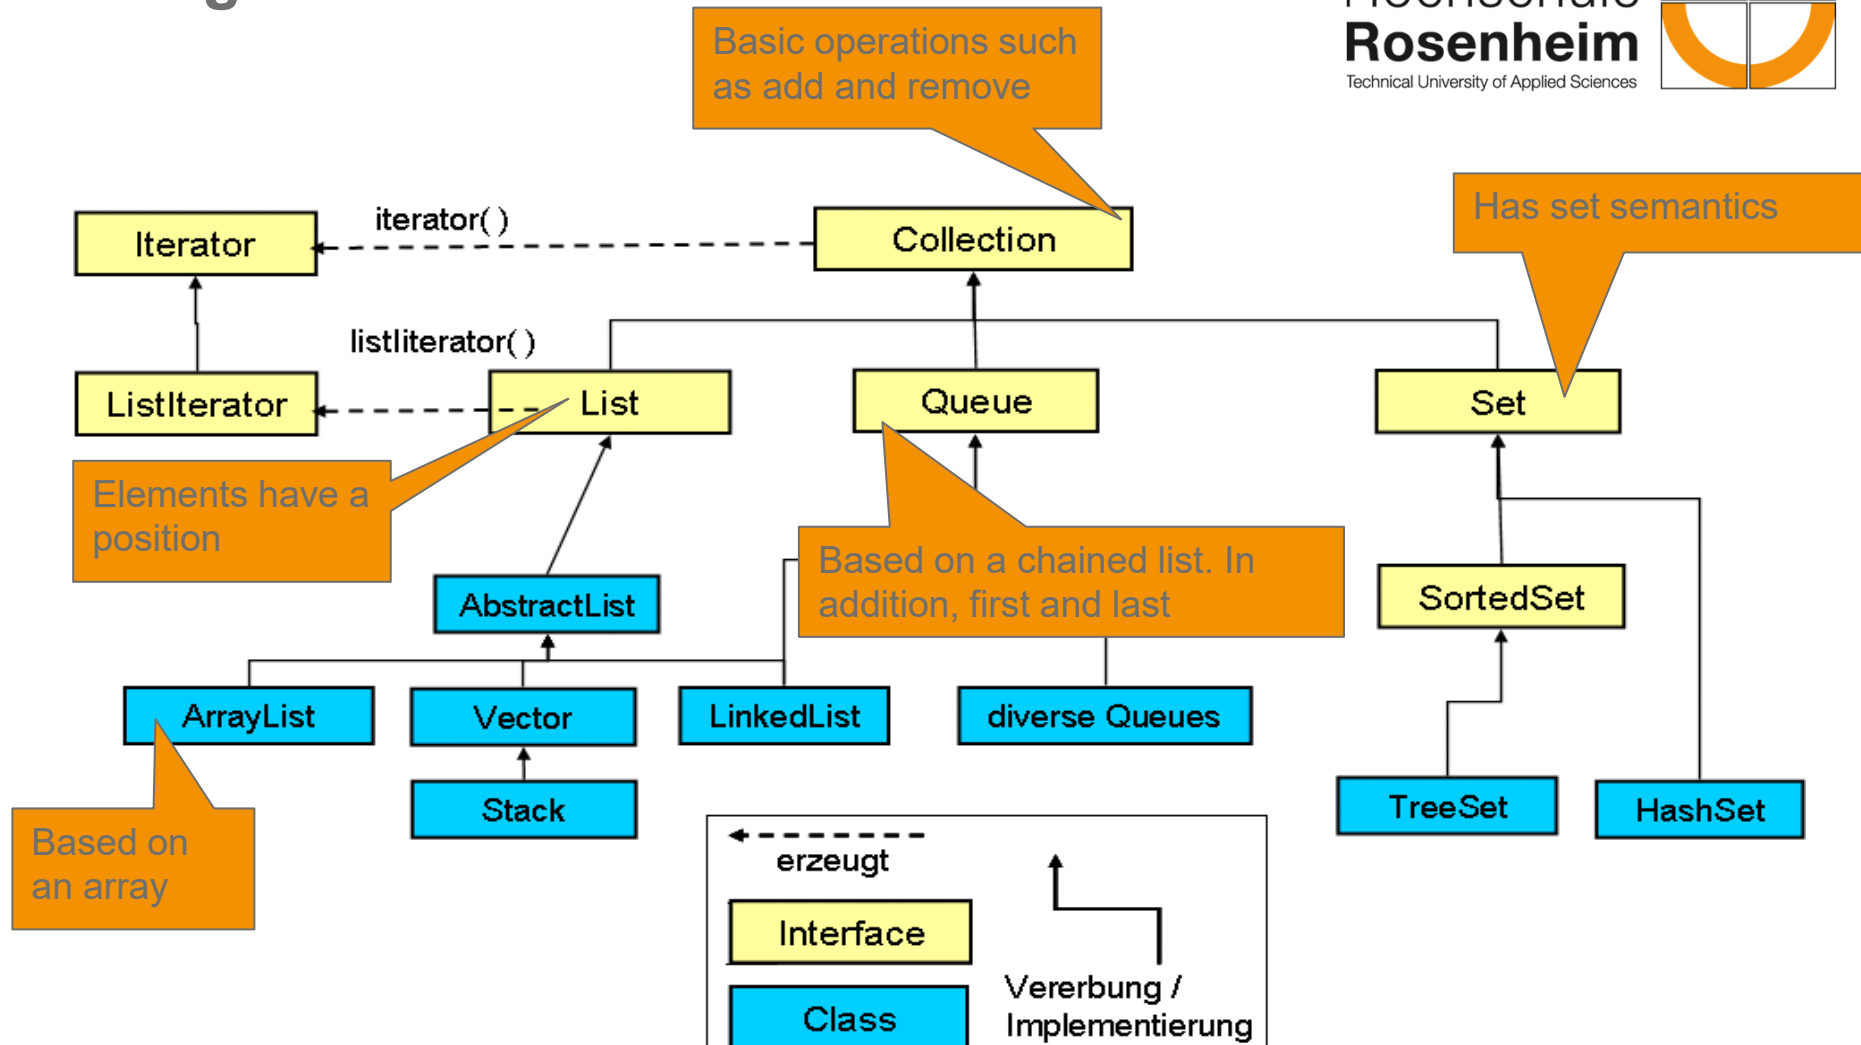 Hochschule
Rosenheim
Technical University of Applied Sciences
Basic operations such
as add and remove
Has set semantics
iterator( )
Iterator
Collection
listIiterator( )
ListIterator
List
Queue
Set
Elements have a
position
Based on a chained list. In
addition, first and last
AbstractList
SortedSet
ArrayList
Vector
LinkedList
diverse Queues
Stack
TreeSet
HashSet
Based on
an array
erzeugt
Interface
Class
Vererbung /
Implementierung